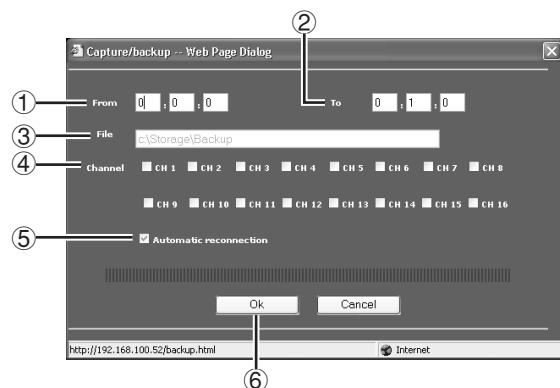 ②
Capture/backup -- Web Page Dialog
① From 0 : 0 : 0 To 0 : 1 : 0
③ File c:\Storage\Backup
④ Channel CH 1 CH 2 CH 3 CH 4 CH 5 CH 6 CH 7 CH 8
CH 9 CH 10 CH 11 CH 12 CH 13 CH 14 CH 15 CH 16
⑤ Automatic reconnection
Ok Cancel
http://192.168.100.52/backup.html Internet
⑥